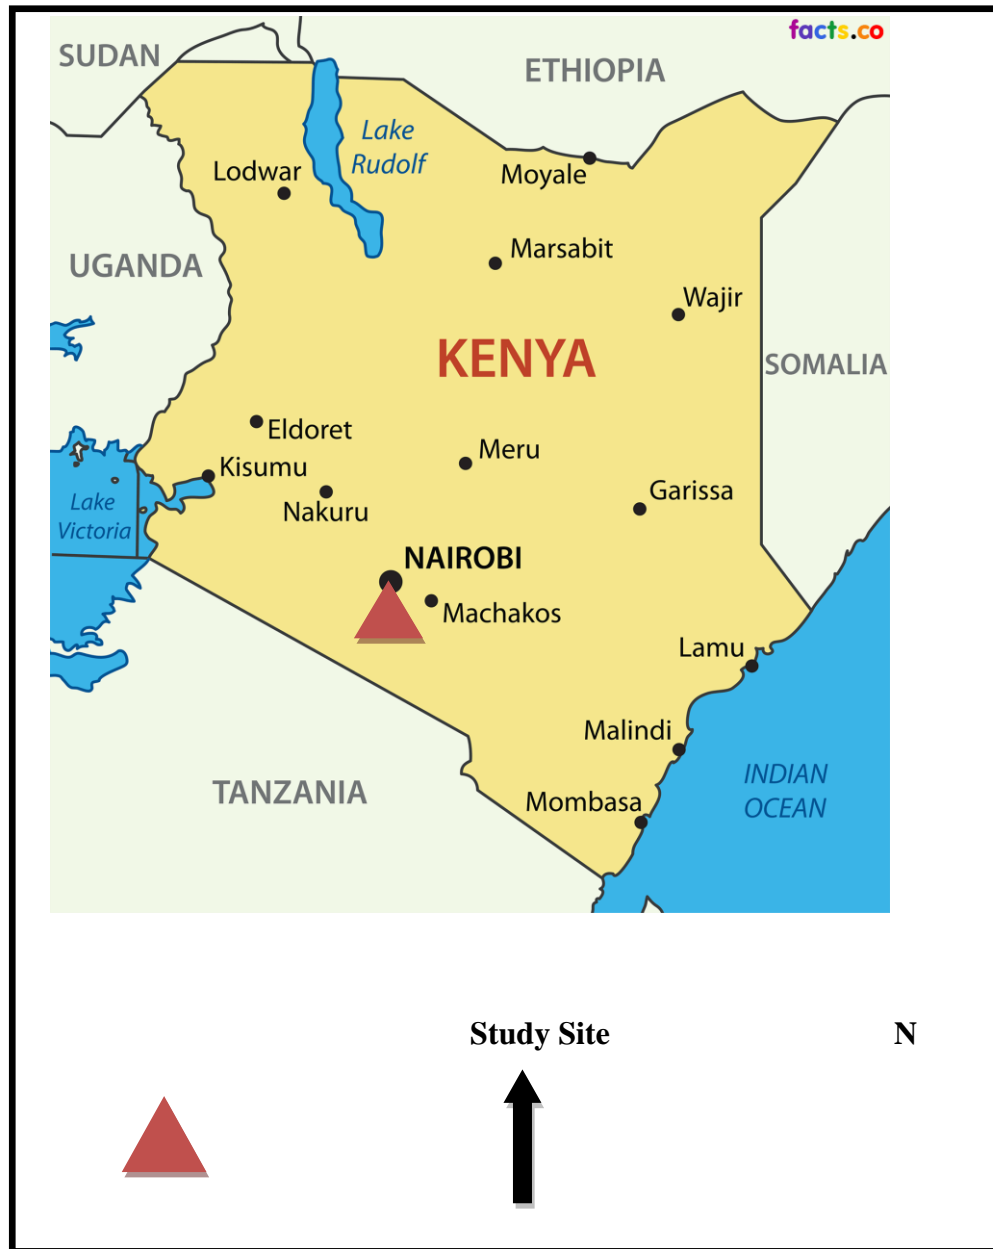 facts.co
SUDAN
ETHIOPIA
Lake
Rudolf
Lodwar
Moyale
Marsabit
UGANDA
Wajir
KENYA
SOMALIA
Eldoret
Meru
Kisumu
Garissa
Nakuru
Lake
Victoria
NAIROBI
Machakos
Lamu
Malindi
INDIAN
OCEAN
TANZANIA
Mombasa
Study Site
N